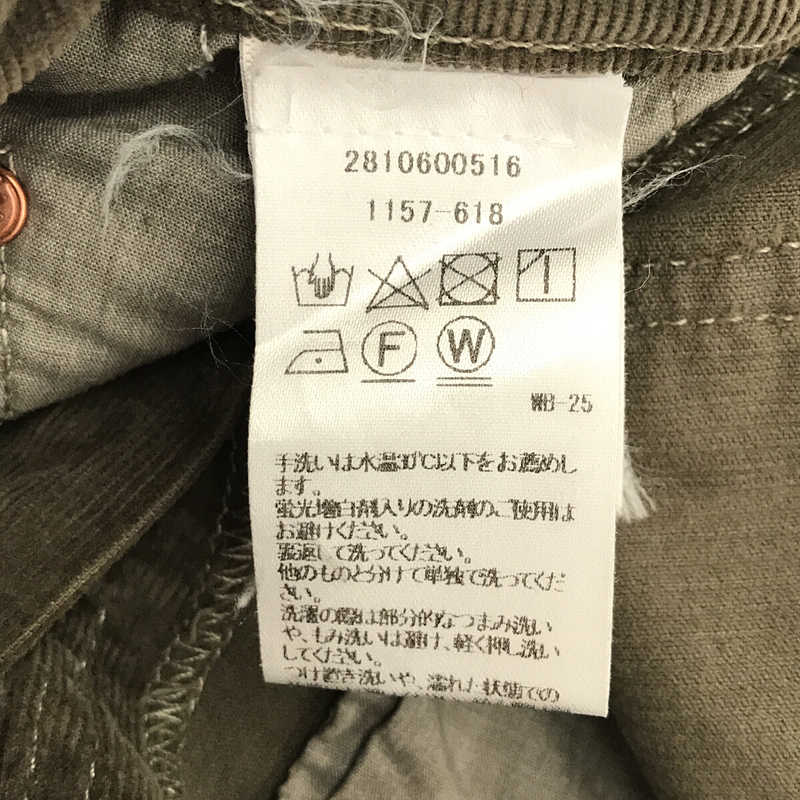 2810600516
1157-618
F W
WB-25
手洗いは水温30℃以下をお薦めし
ます。
蛍光増白剤入りの洗剤のご使用は
お避けください。
裏返して洗ってください。
他のものと分けて単独で洗ってくだ
さい。
洗濯の際は部分的なつまみ洗い
や、もみ洗いは避け、軽く押し洗い
してください。
つけ置き洗いや、濡れた状態での